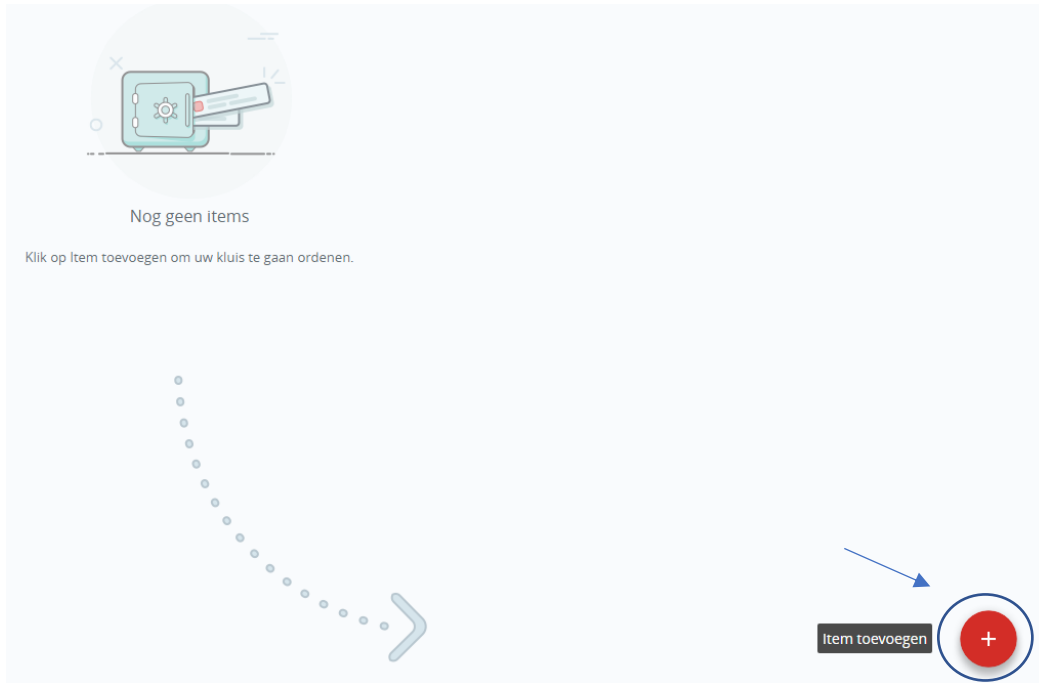 Nog geen items
Klik op Item toevoegen om uw kluis te gaan ordenen.
Item toevoegen